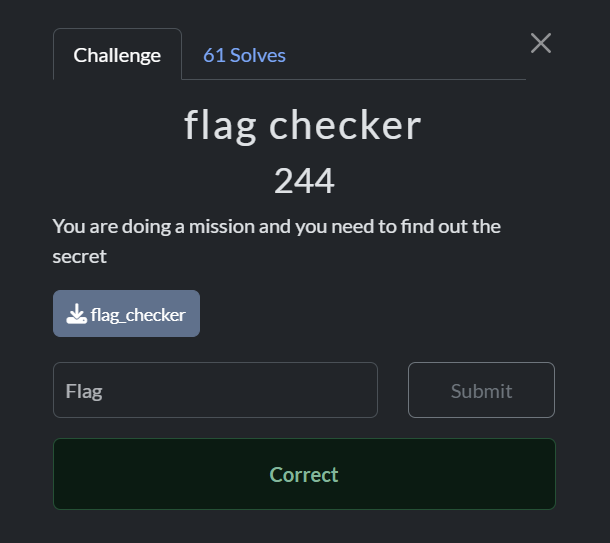 Challenge
61 Solves
flag checker
244
You are doing a mission and you need to find out the
secret
flag_checker
Flag
Submit
Correct